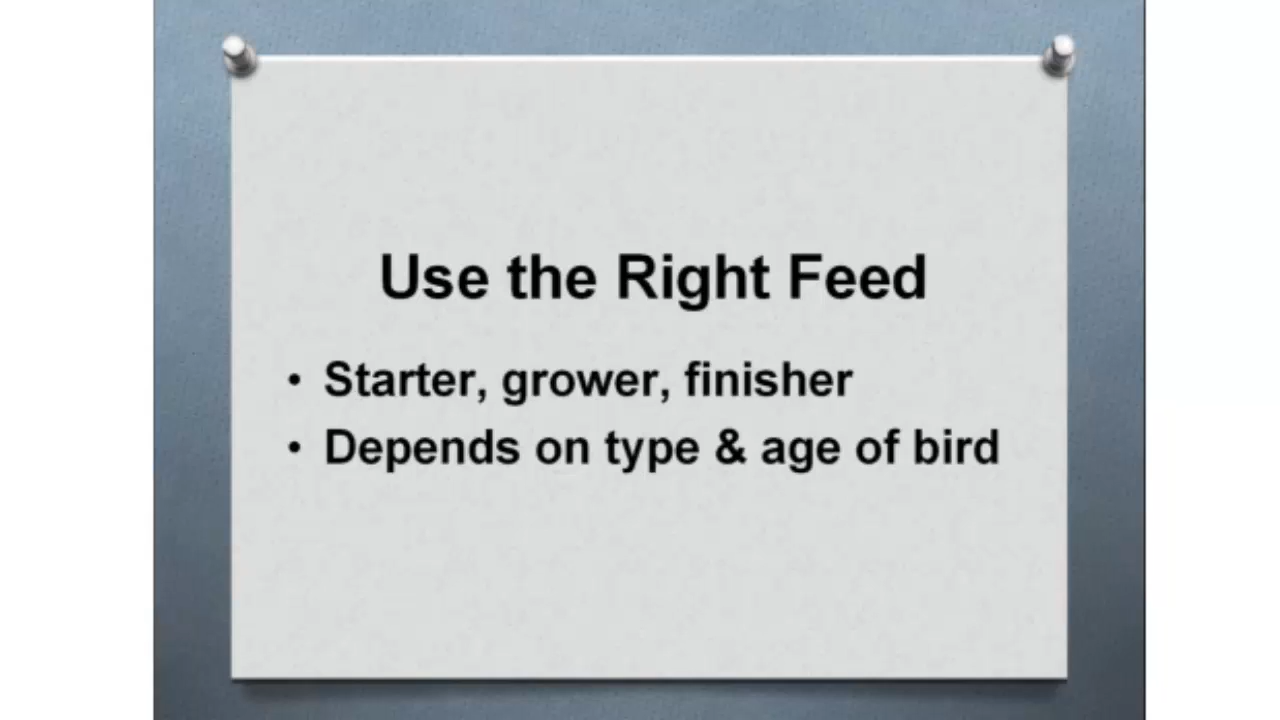 Use the Right Feed
• Starter, grower, finisher
• Depends on type & age of bird